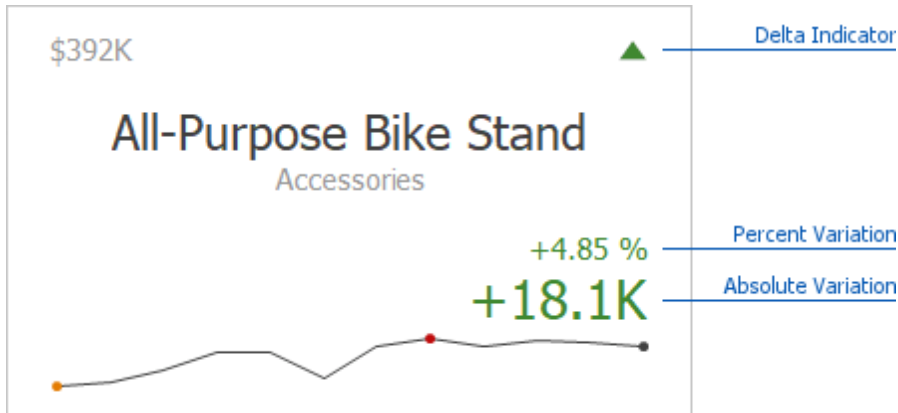 $392K
Delta Indicator
All-Purpose Bike Stand
Accessories
+4.85 %
Percent Variation
+18.1K
Absolute Variation